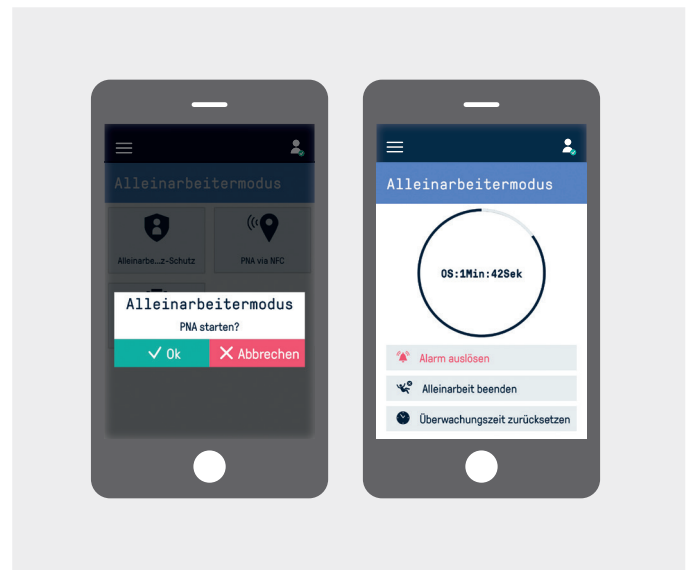 Alleinarbeitermodus
Alleinarbe...z-Schutz
PNA via NFC
Alleinarbeitermodus
PNA starten?
Ok
Abbrechen
Alleinarbeitermodus
0S:1Min:42Sek
Alarm auslösen
Alleinarbeit beenden
Überwachungszeit zurücksetzen